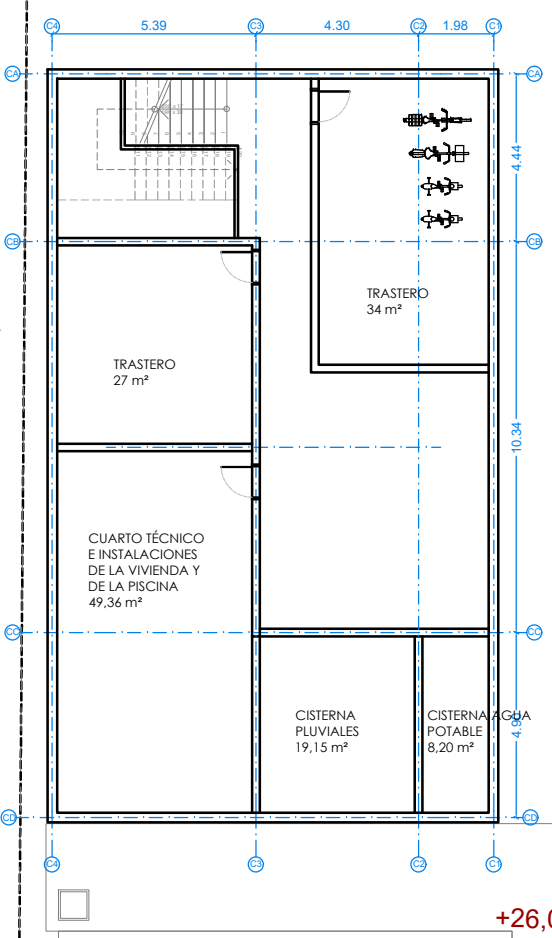 C4 C3 C2 C1
5.39 4.30 1.98
CA CA
4.44
CB CB
TRASTERO
34 m²
TRASTERO
27 m²
10.34
CUARTO TÉCNICO
E INSTALACIONES
DE LA VIVIENDA Y
DE LA PISCINA
49,36 m²
CC CC
CISTERNA
PLUVIALES
19,15 m²
CISTERNA AGUA
POTABLE
8,20 m²
CD CD
C4 C3 C2 C1